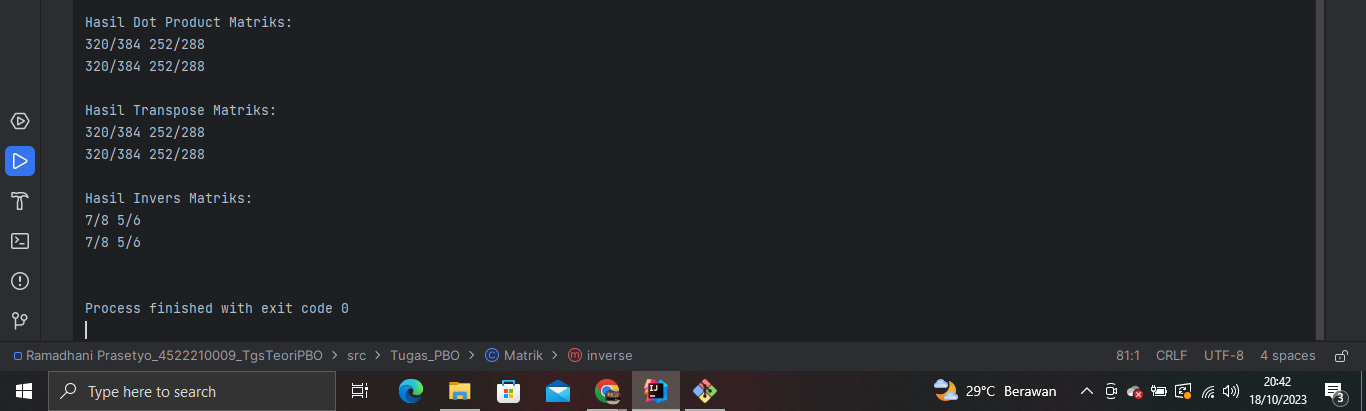 Hasil Dot Product Matriks:
320/384 252/288
320/384 252/288
Hasil Transpose Matriks:
320/384 252/288
320/384 252/288
Hasil Invers Matriks:
7/8 5/6
7/8 5/6
Process finished with exit code 0
Ramadhani Prasetyo_4522210009_TgsTeoriPBO > src > Tugas_PBO > Matrik > inverse 81:1 CRLF UTF-8 4 spaces
Type here to search 29°C Berawan 20:42
18/10/2023
3